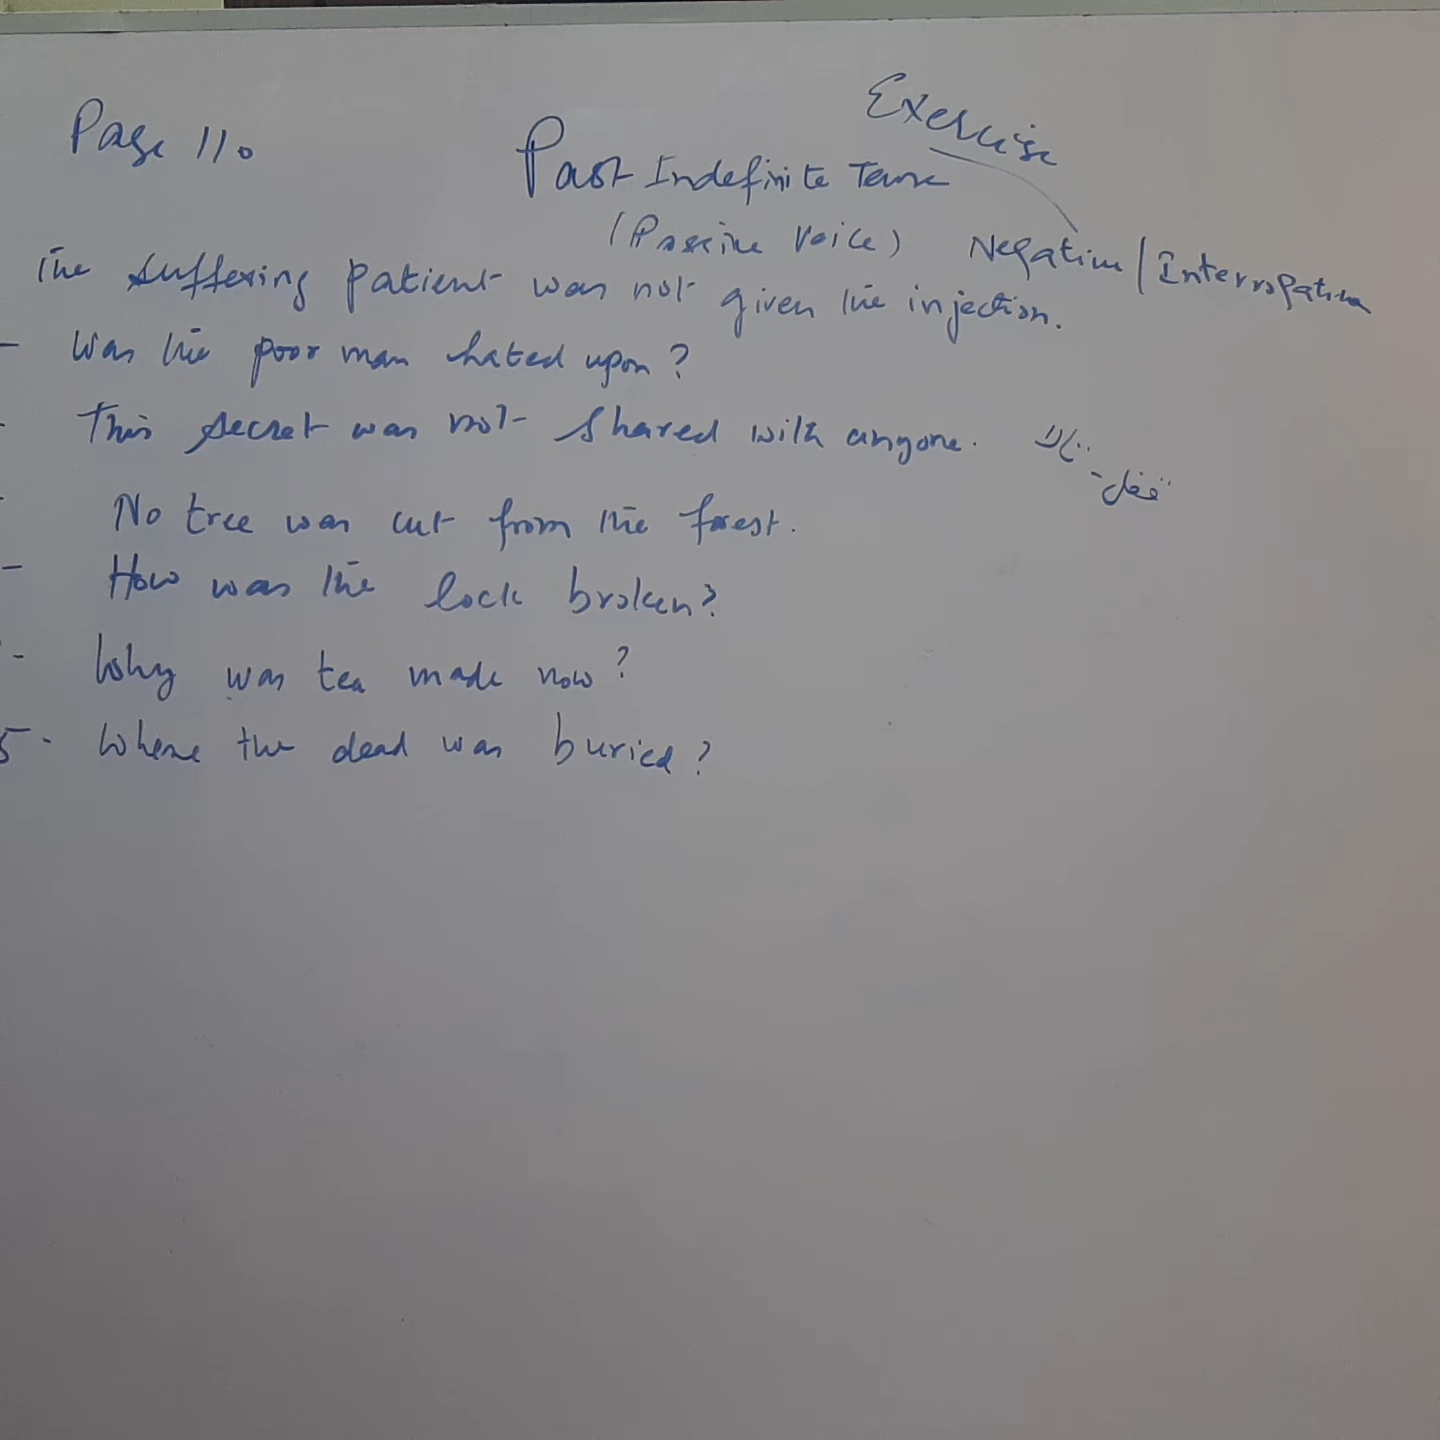 Page 110
Exercise
Past Indefinite Tense
(Passive Voice) Negative / Interrogative
The suffering patient was not given the injection.
- Was the poor man hated upon?
- This secret was not shared with anyone. تالا
قفل -
No tree was cut from the forest.
- How was the lock broken?
- Why was tea made now?
5- Where the dead was buried?